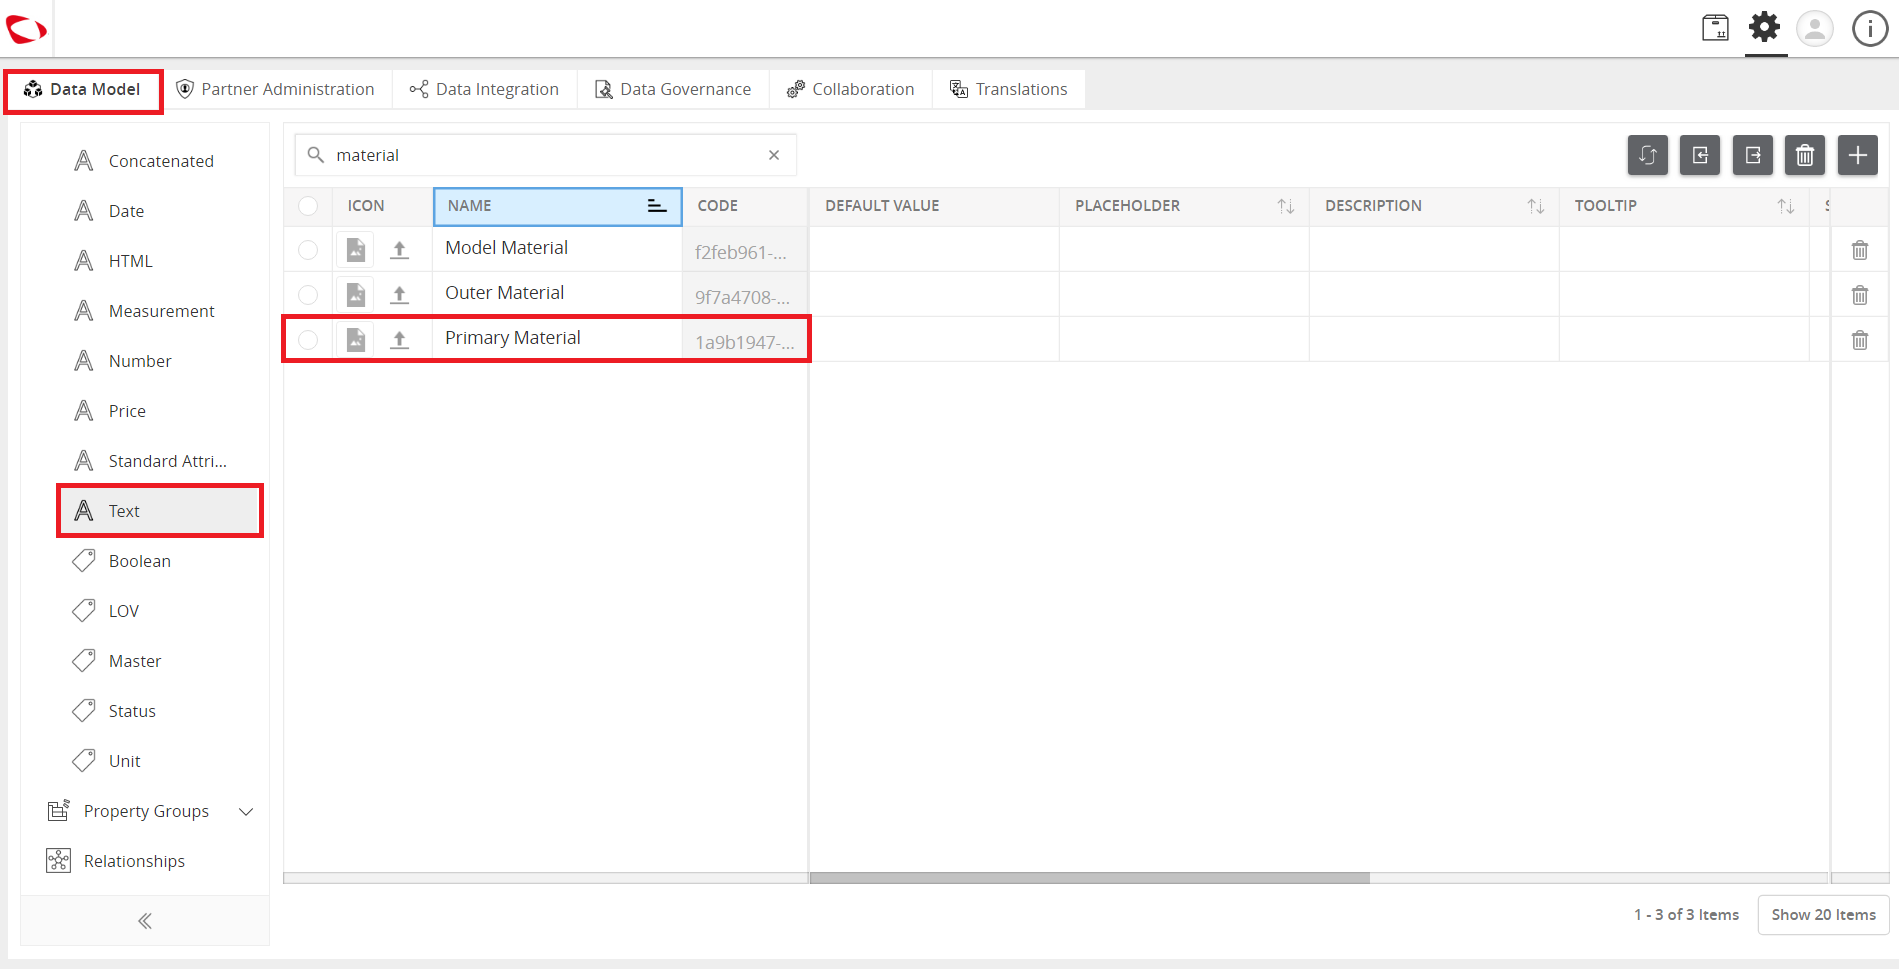 Data Model
Partner Administration
Data Integration
Data Governance
Collaboration
Translations
Concatenated
Date
HTML
Measurement
Number
Price
Standard Attri...
Text
Boolean
LOV
Master
Status
Unit
Property Groups
Relationships
material
ICON NAME CODE DEFAULT VALUE PLACEHOLDER DESCRIPTION TOOLTIP
Model Material f2feb961-...
Outer Material 9f7a4708-...
Primary Material 1a9b1947-...
1 - 3 of 3 Items
Show 20 Items